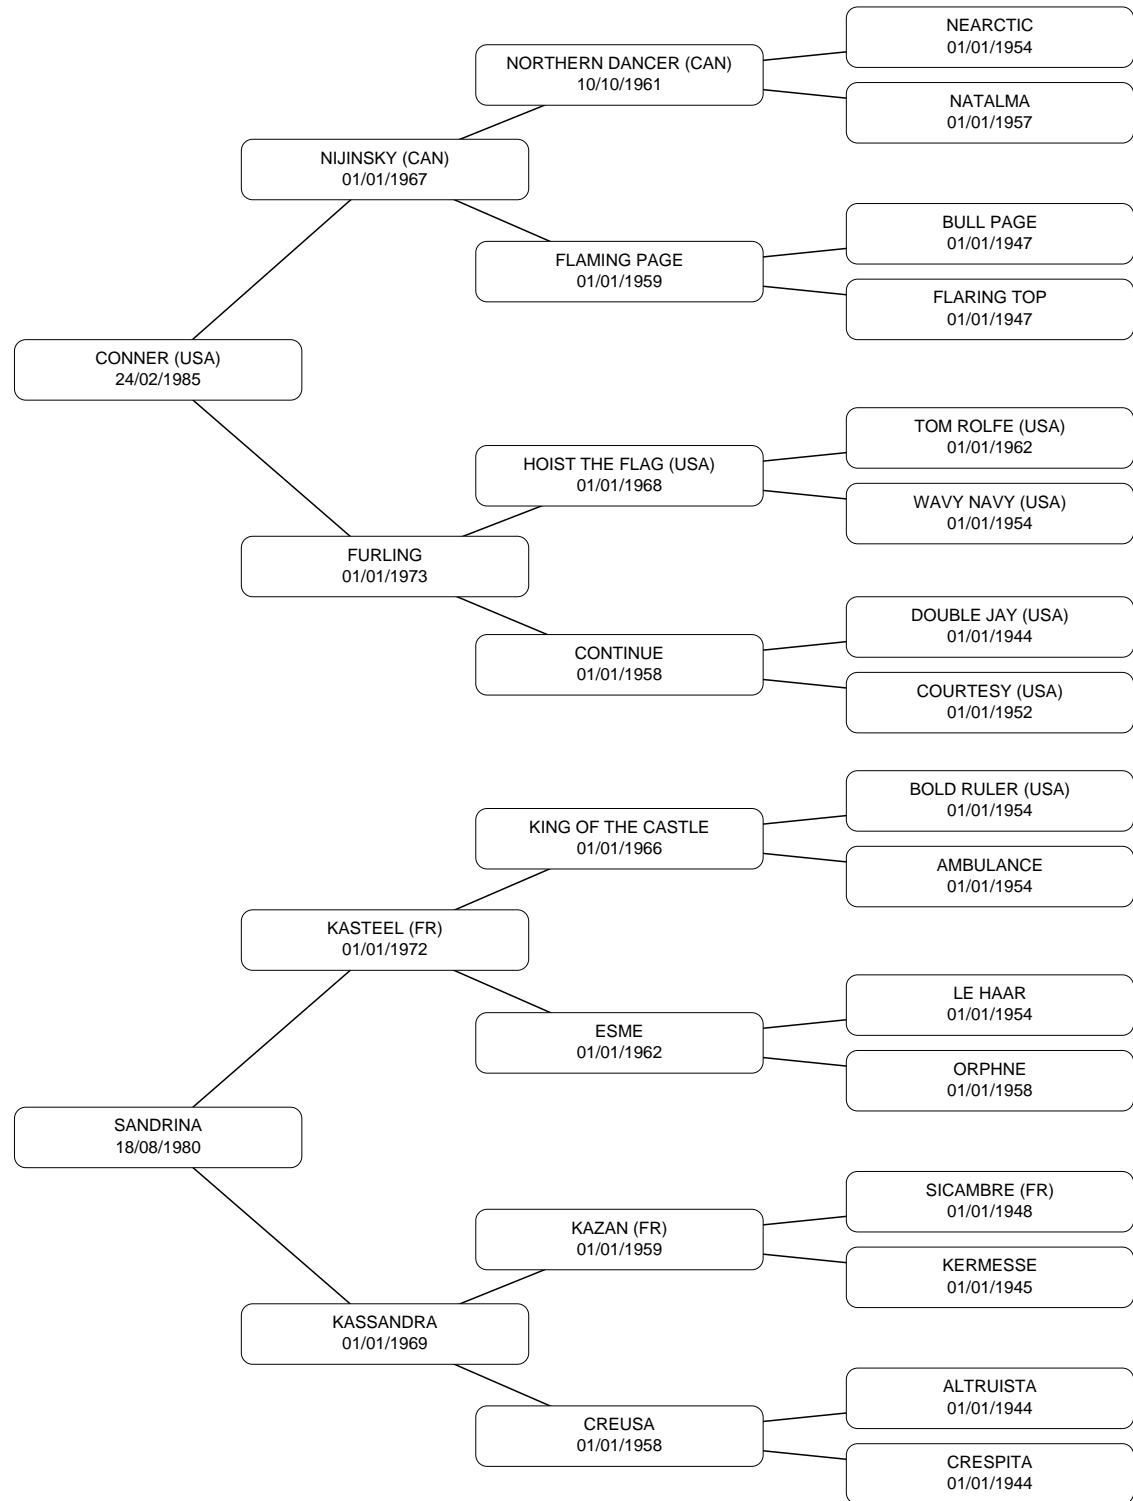 NEARCTIC
01/01/1954
NORTHERN DANCER (CAN)
10/10/1961
NATALMA
01/01/1957
NIJINSKY (CAN)
01/01/1967
BULL PAGE
01/01/1947
FLAMING PAGE
01/01/1959
FLARING TOP
01/01/1947
CONNER (USA)
24/02/1985
TOM ROLFE (USA)
01/01/1962
HOIST THE FLAG (USA)
01/01/1968
WAVY NAVY (USA)
01/01/1954
FURLING
01/01/1973
DOUBLE JAY (USA)
01/01/1944
CONTINUE
01/01/1958
COURTESY (USA)
01/01/1952
BOLD RULER (USA)
01/01/1954
KING OF THE CASTLE
01/01/1966
AMBULANCE
01/01/1954
KASTEEL (FR)
01/01/1972
LE HAAR
01/01/1954
ESME
01/01/1962
ORPHNE
01/01/1958
SANDRINA
18/08/1980
SICAMBRE (FR)
01/01/1948
KAZAN (FR)
01/01/1959
KERMESSE
01/01/1945
KASSANDRA
01/01/1969
ALTRUISTA
01/01/1944
CREUSA
01/01/1958
CRESPITA
01/01/1944